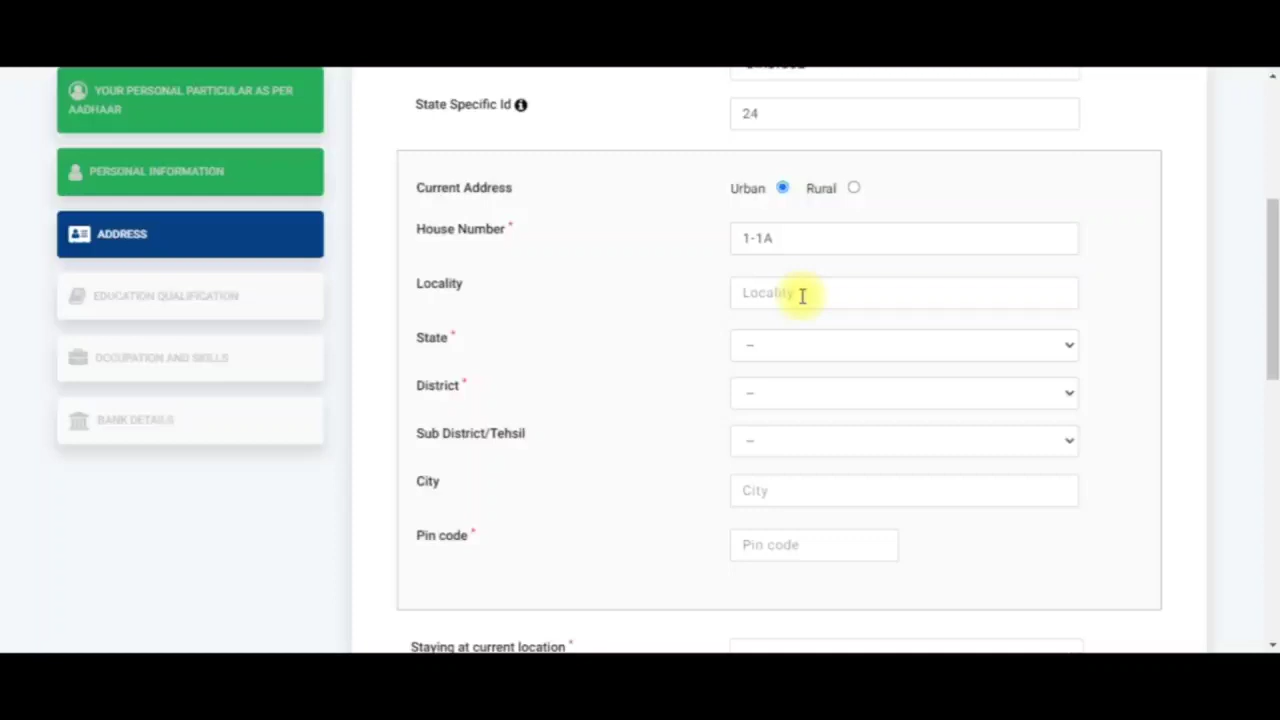 YOUR PERSONAL PARTICULAR AS PER
AADHAAR
PERSONAL INFORMATION
ADDRESS
EDUCATION QUALIFICATION
OCCUPATION AND SKILLS
BANK DETAILS
State Specific Id
24
Current Address
Urban
Rural
House Number *
1-1A
Locality
Locality
State *
--
District *
--
Sub District/Tehsil
--
City
City
Pin code *
Pin code
Staying at current location *